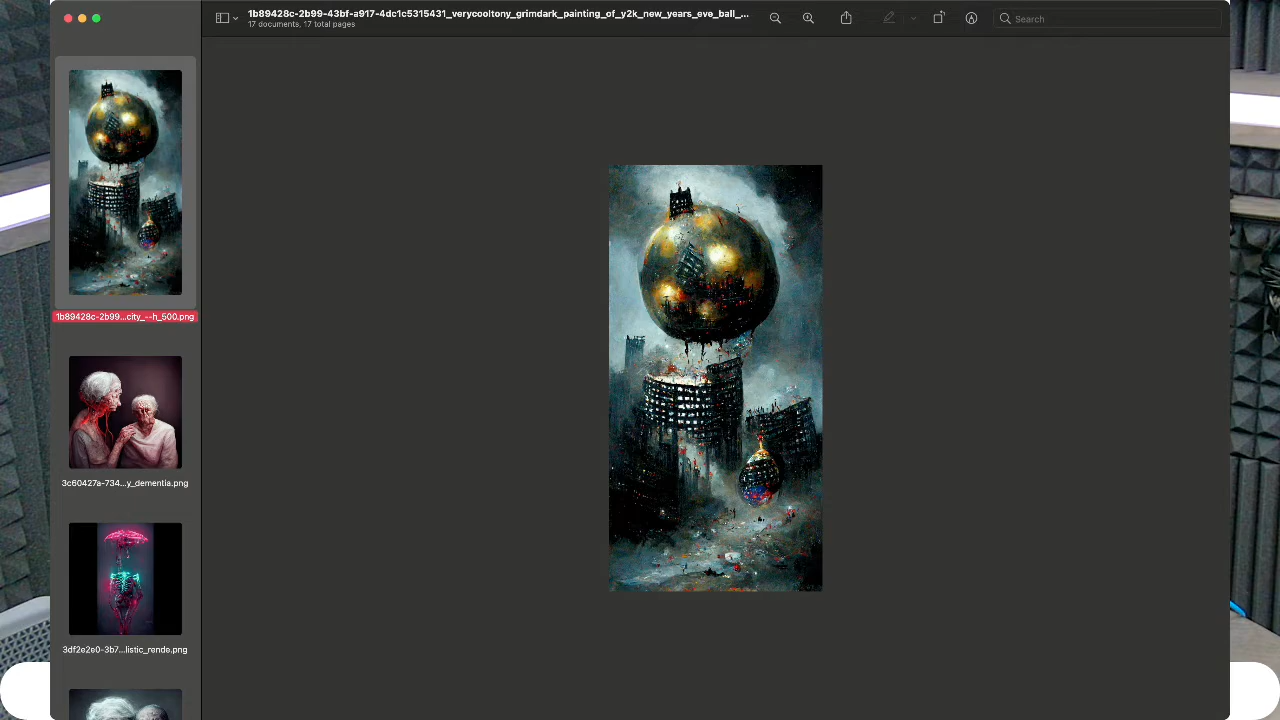 1b89428c-2b99-43bf-a917-4dc1c5315431_verycooltony_grimdark_painting_of_y2k_new_years_eve_ball_...
17 documents, 17 total pages
Search
1b89428c-2b99...city_--h_500.png
3c60427a-734...y_dementia.png
3df2e2e0-3b7...listic_rende.png